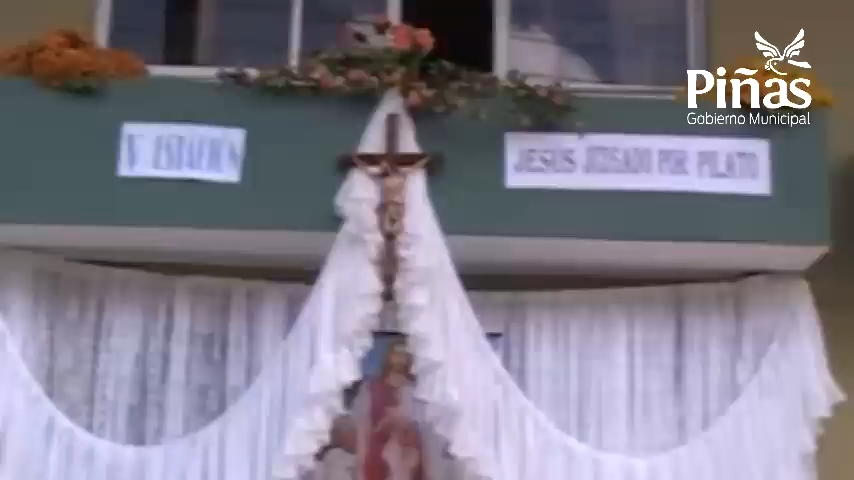 Piñas
Gobierno Municipal
V ESTACION
JESUS JUZGADO POR PILATO